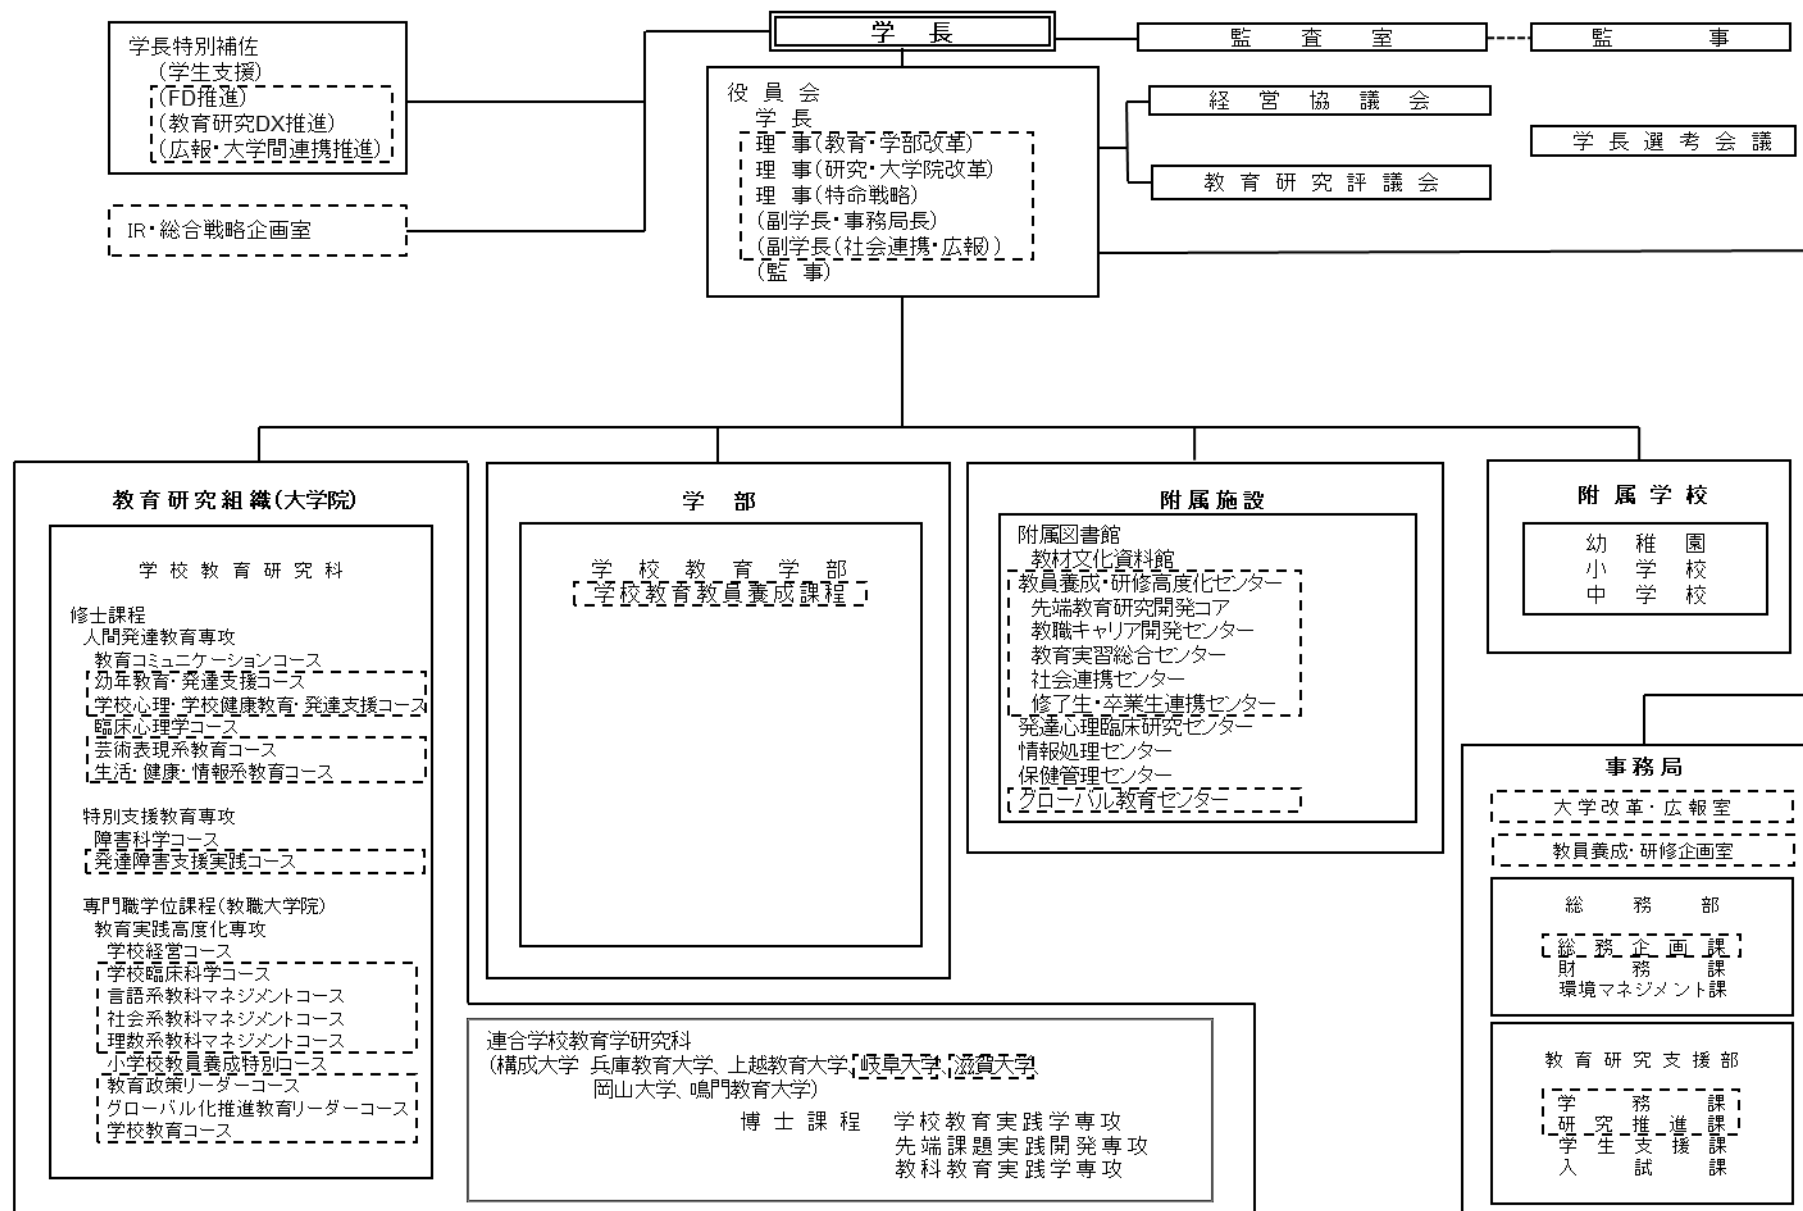 学長
監査室
監事
学長特別補佐
(学生支援)
(FD推進)
(教育研究DX推進)
(広報・大学間連携推進)
IR・総合戦略企画室
役員会
学長
理事(教育・学部改革)
理事(研究・大学院改革)
理事(特命戦略)
(副学長・事務局長)
(副学長(社会連携・広報))
(監事)
経営協議会
学長選考会議
教育研究評議会
教育研究組織(大学院)
学校教育研究科
修士課程
人間発達教育専攻
教育コミュニケーションコース
幼年教育・発達支援コース
学校心理・学校健康教育・発達支援コース
臨床心理学コース
芸術表現系教育コース
生活・健康・情報系教育コース
特別支援教育専攻
障害科学コース
発達障害支援実践コース
専門職学位課程(教職大学院)
教育実践高度化専攻
学校経営コース
学校臨床科学コース
言語系教科マネジメントコース
社会系教科マネジメントコース
理数系教科マネジメントコース
小学校教員養成特別コース
教育政策リーダーコース
グローバル化推進教育リーダーコース
学校教育コース
連合学校教育学研究科
(構成大学 兵庫教育大学、上越教育大学、岐阜大学、滋賀大学、
岡山大学、鳴門教育大学)
博士課程 学校教育実践学専攻
先端課題実践開発専攻
教科教育実践学専攻
学部
学校教育学部
学校教育教員養成課程
附属施設
附属図書館
教材文化資料館
教員養成・研修高度化センター
先端教育研究開発コア
教職キャリア開発センター
教育実習総合センター
社会連携センター
修了生・卒業生連携センター
発達心理臨床研究センター
情報処理センター
保健管理センター
グローバル教育センター
附属学校
幼稚園
小学校
中学校
事務局
大学改革・広報室
教員養成・研修企画室
総務部
総務企画課
財務課
環境マネジメント課
教育研究支援部
学務課
研究推進課
学生支援課
入試課